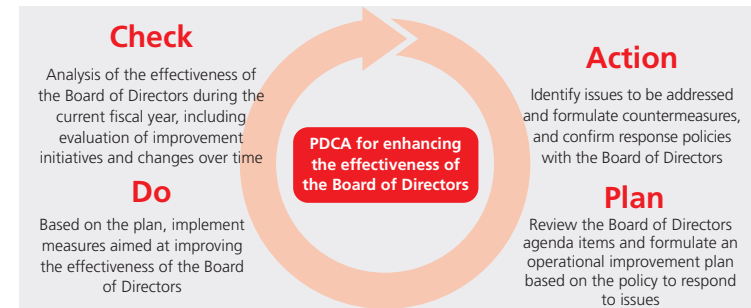 Check
Analysis of the effectiveness of
the Board of Directors during the
current fiscal year, including
evaluation of improvement
initiatives and changes over time
Do
Based on the plan, implement
measures aimed at improving
the effectiveness of the Board
of Directors
PDCA for enhancing
the effectiveness of
the Board of Directors
Action
Identify issues to be addressed
and formulate countermeasures,
and confirm response policies
with the Board of Directors
Plan
Review the Board of Directors
agenda items and formulate an
operational improvement plan
based on the policy to respond
to issues